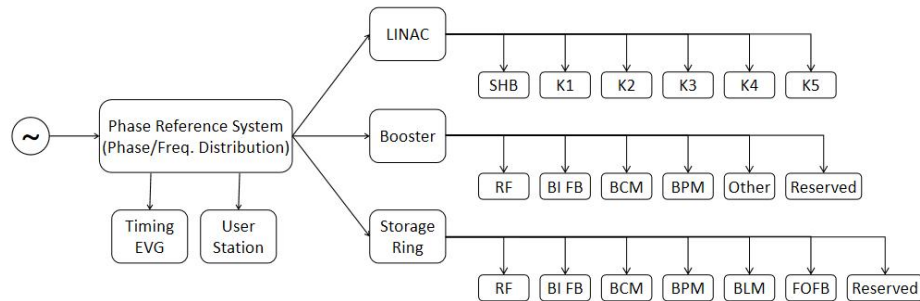 LINAC
SHB K1 K2 K3 K4 K5
~
Phase Reference System
(Phase/Freq. Distribution)
Booster
RF BI FB BCM BPM Other Reserved
Timing
EVG
User
Station
Storage
Ring
RF BI FB BCM BPM BLM FOFB Reserved